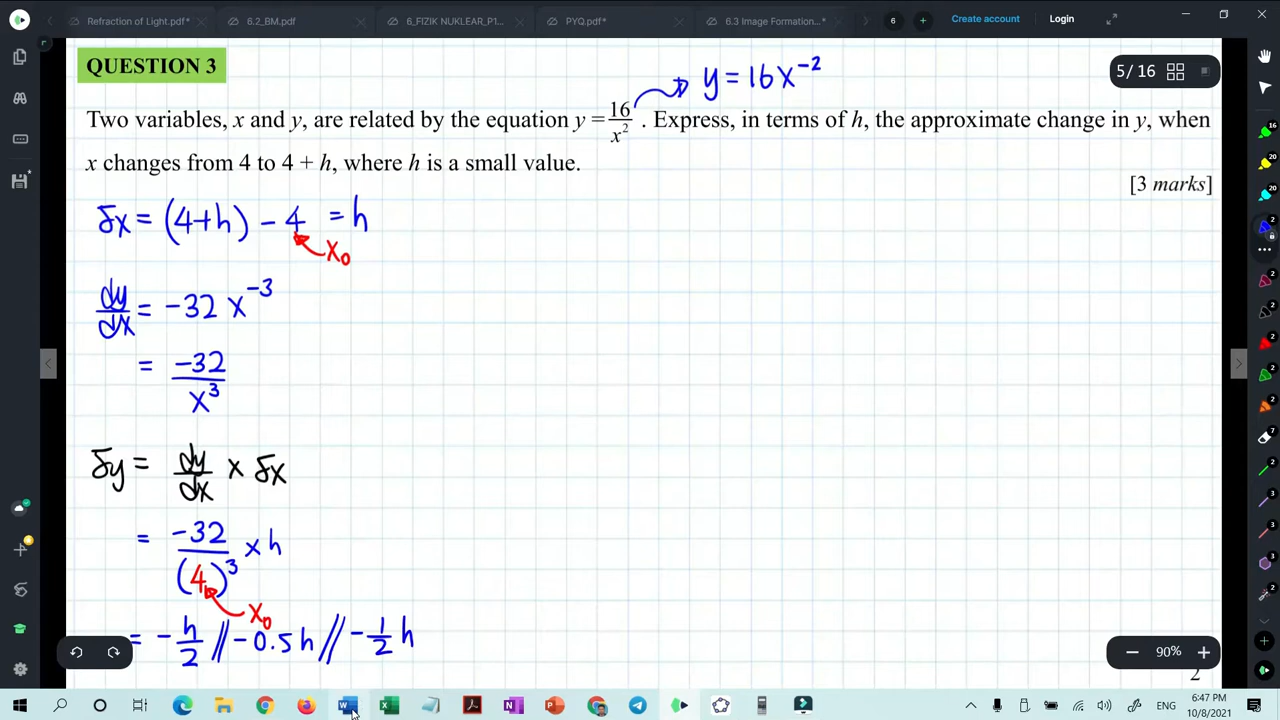 Refraction of Light.pdf*
6.2_BM.pdf
6_FIZIK NUKLEAR_P1...
PYQ.pdf*
6.3 Image Formation...*
6
Create account
Login
QUESTION 3
y = 16x⁻²
5/16
Two variables, x and y, are related by the equation y = 16/x² . Express, in terms of h, the approximate change in y, when
x changes from 4 to 4 + h, where h is a small value.
[3 marks]
δx = (4+h) - 4 = h
x₀
dy/dx = -32x⁻³
= -32/x³
δy = dy/dx × δx
= -32/(4)³ × h
x₀
= -h/2 // -0.5h // -1/2 h
90%
2
ENG
6:47 PM
10/8/2021